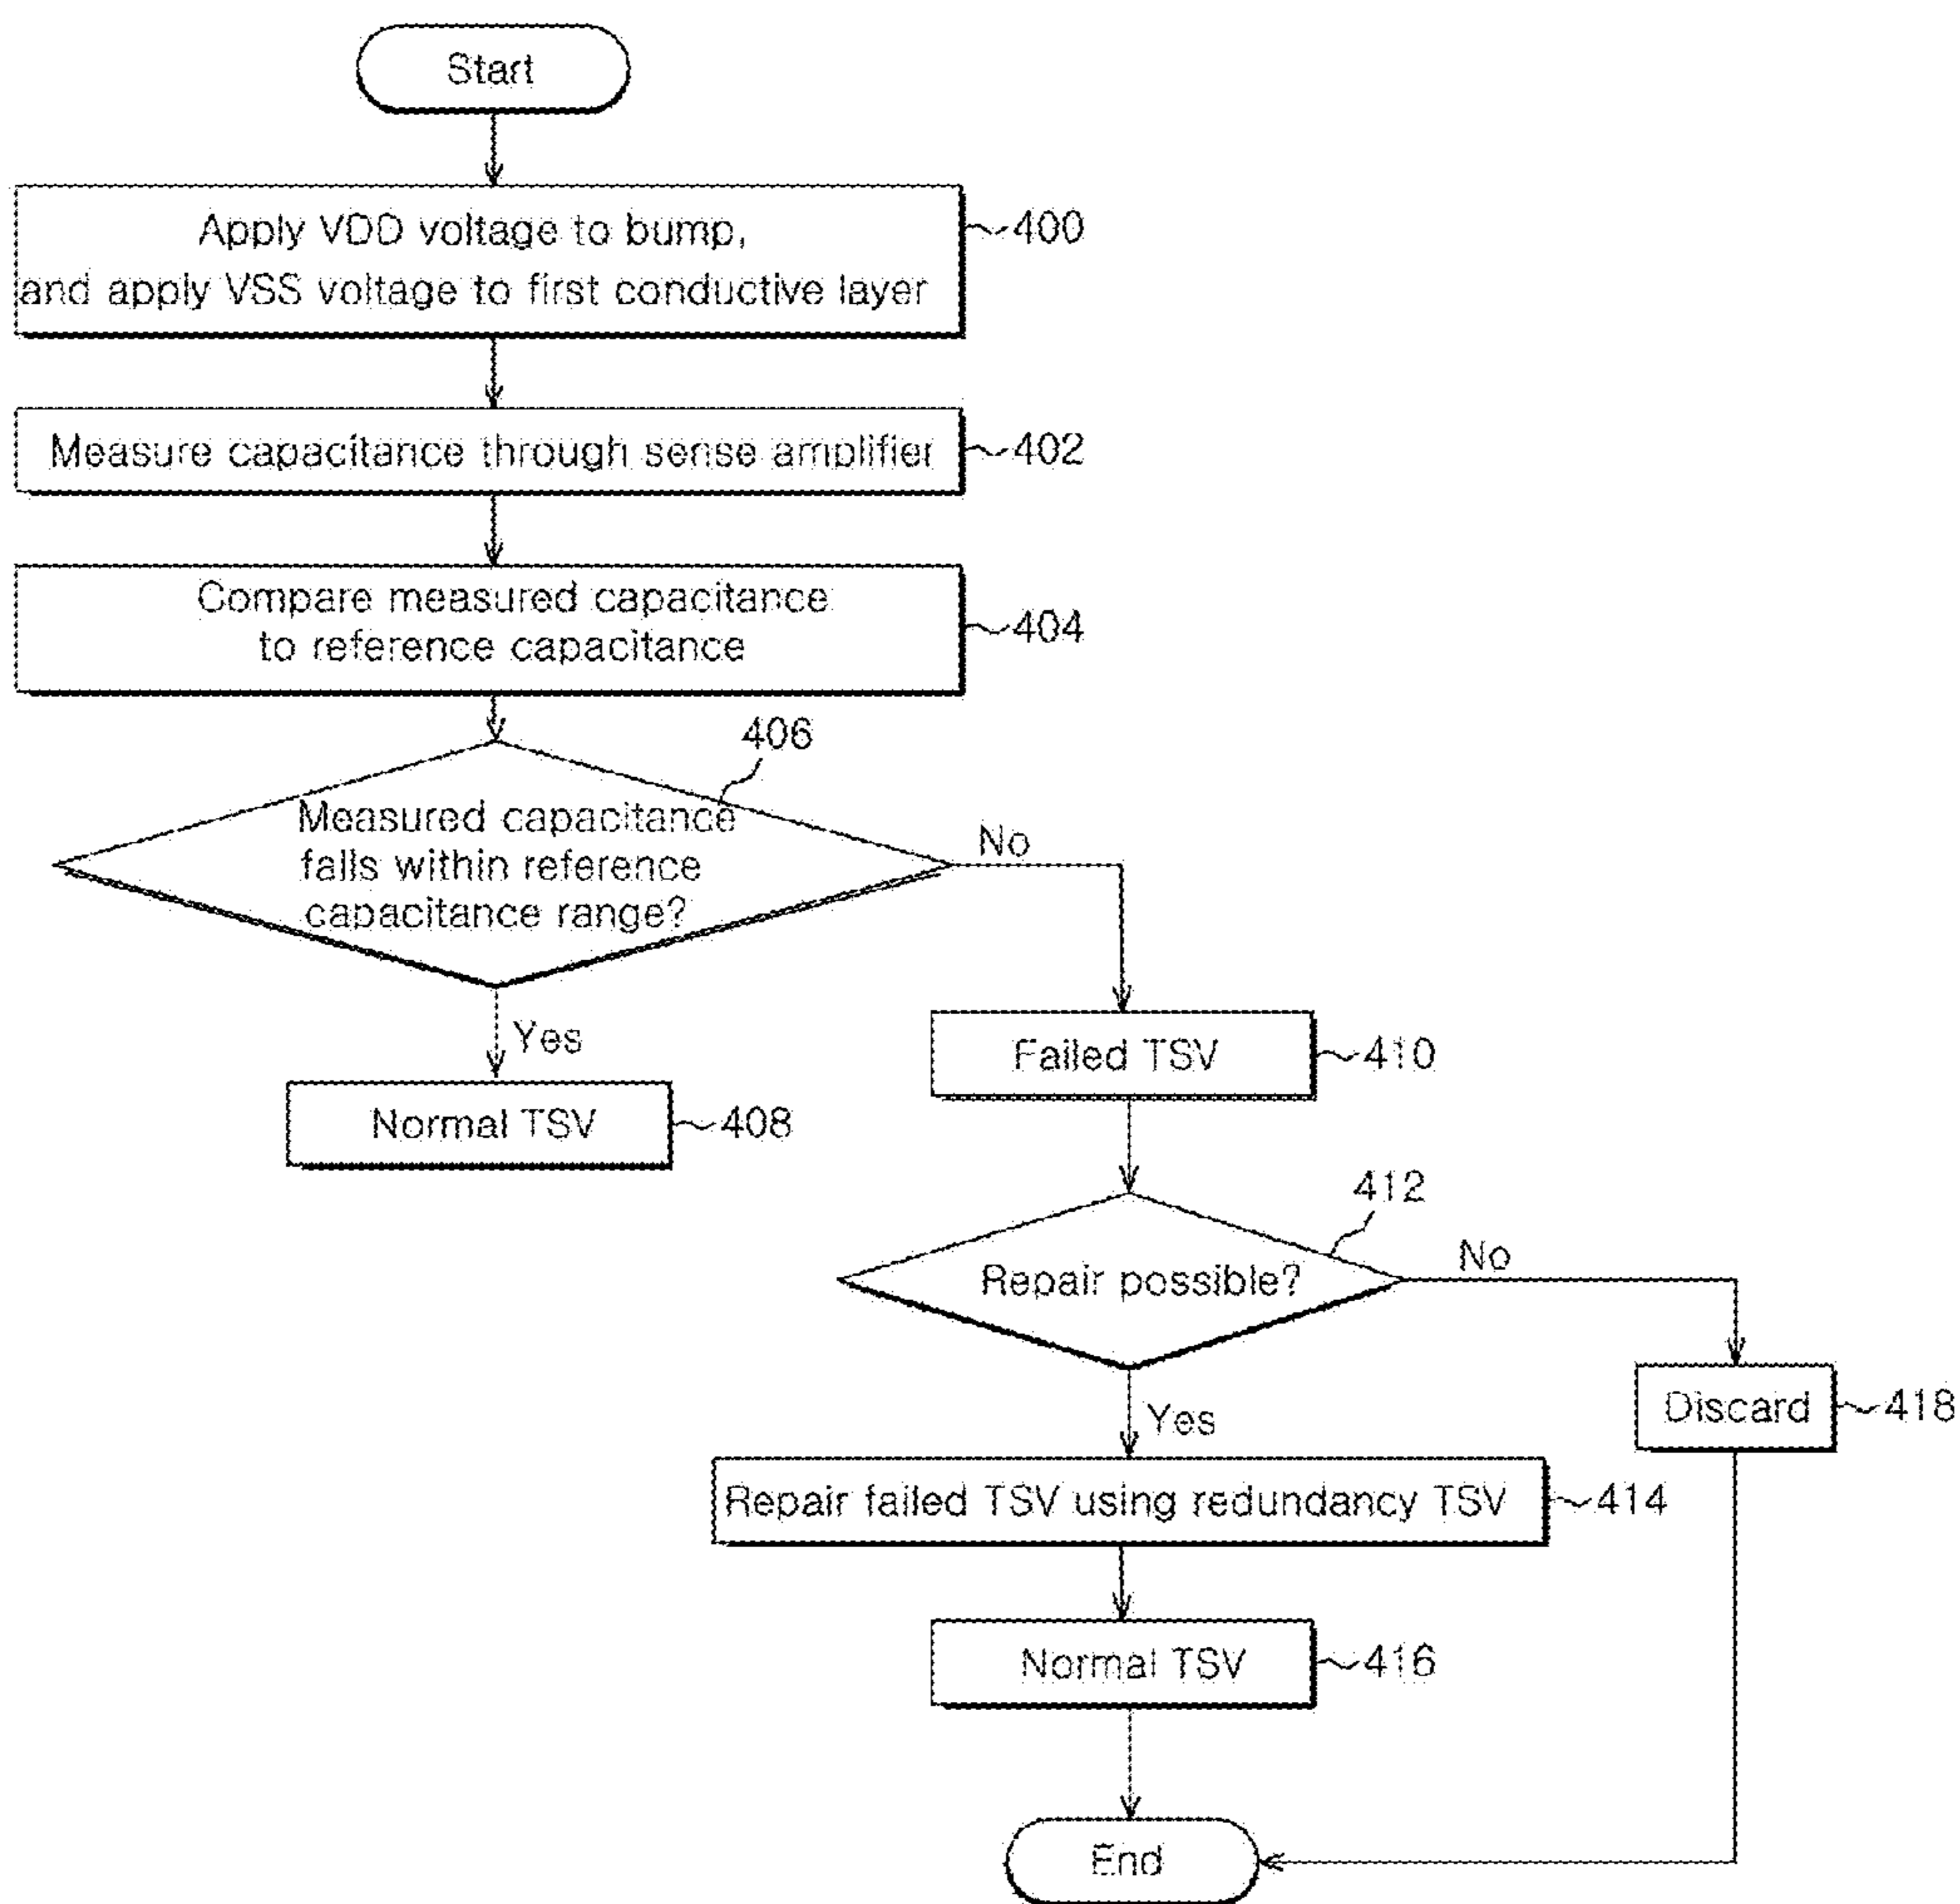 Start
Apply VDD voltage to bump,
and apply VSS voltage to first conductive layer
400
Measure capacitance through sense amplifier
402
Compare measured capacitance
to reference capacitance
404
406
Measured capacitance
falls within reference
capacitance range?
No
Yes
Failed TSV
410
Normal TSV
408
412
Repair possible?
No
Yes
Discard
418
Repair failed TSV using redundancy TSV
414
Normal TSV
416
End